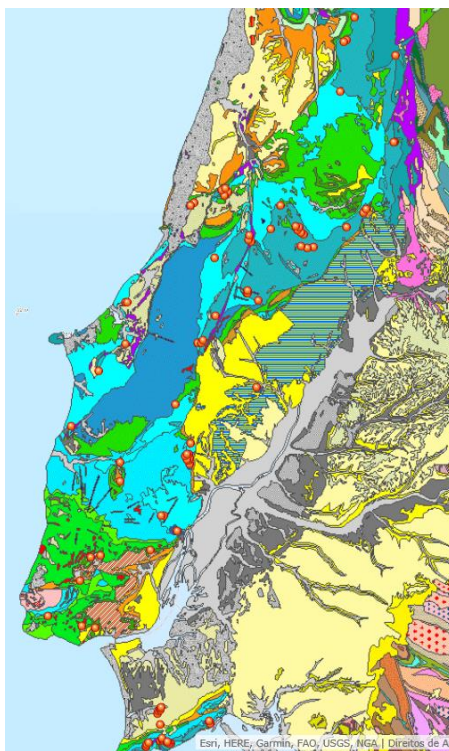 Esri, HERE, Garmin, FAO, USGS, NGA | Direitos de A